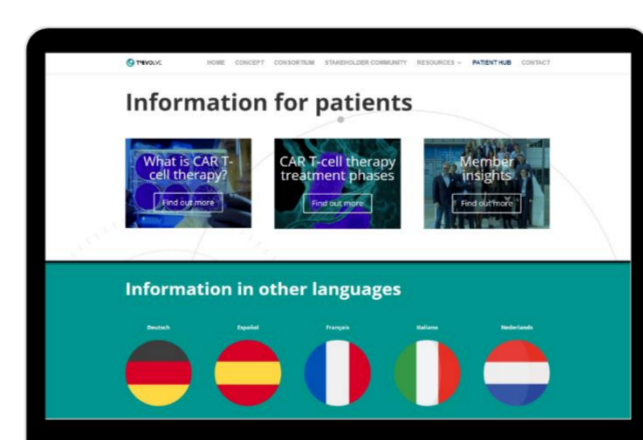 HOME CONCEPT CONSORTIUM STAKEHOLDER COMMUNITY RESOURCES PATIENT HUB CONTACT
Information for patients
What is CAR T-
cell therapy?
Find out more
CAR T-cell therapy
treatment phases
Find out more
Member
insights
Find out more
Information in other languages
Deutsch Español Français Italiano Nederlands